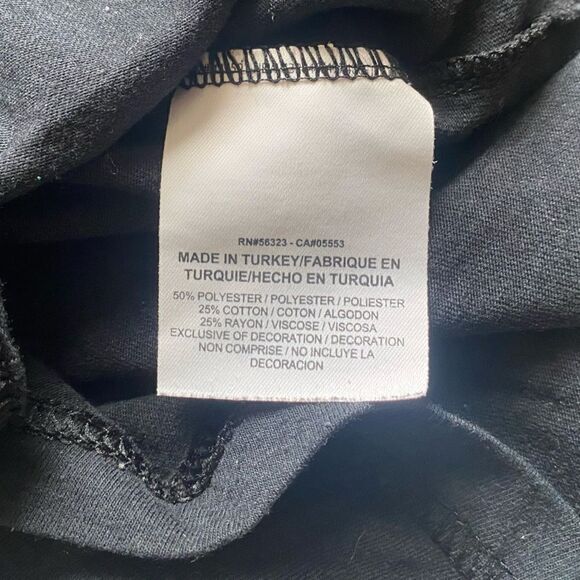 RN#56323 - CA#05553
MADE IN TURKEY/FABRIQUE EN
TURQUIE/HECHO EN TURQUIA
50% POLYESTER / POLYESTER / POLIESTER
25% COTTON / COTON / ALGODON
25% RAYON / VISCOSE / VISCOSA
EXCLUSIVE OF DECORATION / DECORATION
NON COMPRISE / NO INCLUYE LA
DECORACION